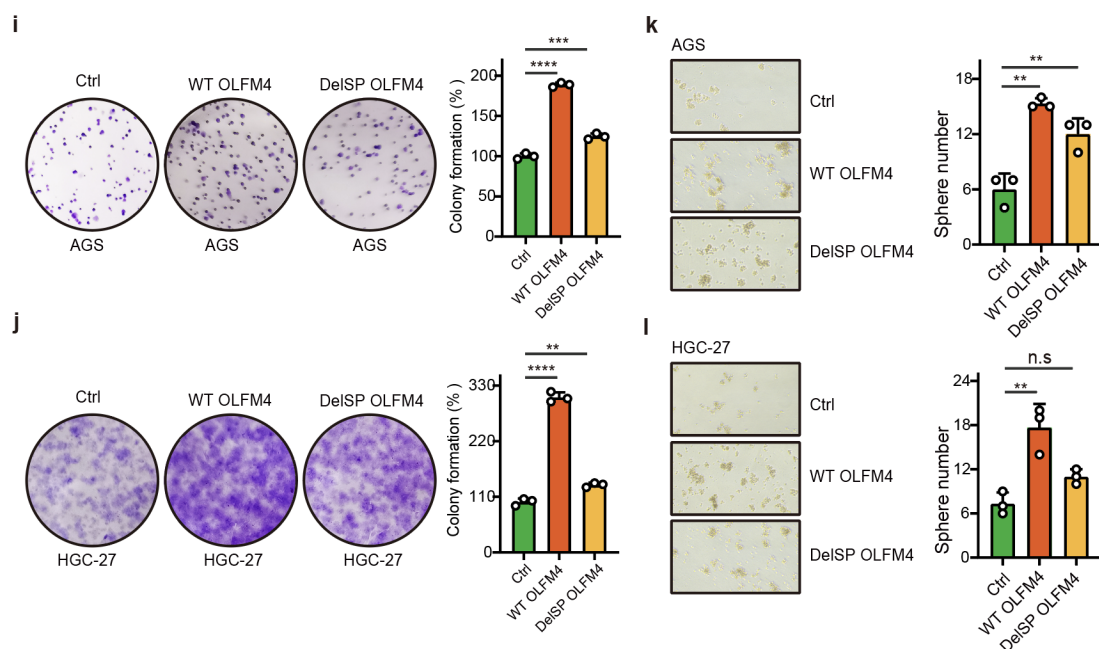 i
Ctrl
WT OLFM4
DelSP OLFM4
AGS
AGS
AGS
Colony formation (%)
200
150
100
50
0
***
****
Ctrl
WT OLFM4
DelSP OLFM4
k
AGS
Ctrl
WT OLFM4
DelSP OLFM4
Sphere number
18
12
6
0
**
**
Ctrl
WT OLFM4
DelSP OLFM4
j
Ctrl
WT OLFM4
DelSP OLFM4
HGC-27
HGC-27
HGC-27
Colony formation (%)
330
220
110
0
**
****
Ctrl
WT OLFM4
DelSP OLFM4
l
HGC-27
Ctrl
WT OLFM4
DelSP OLFM4
Sphere number
24
18
12
6
0
n.s
**
Ctrl
WT OLFM4
DelSP OLFM4